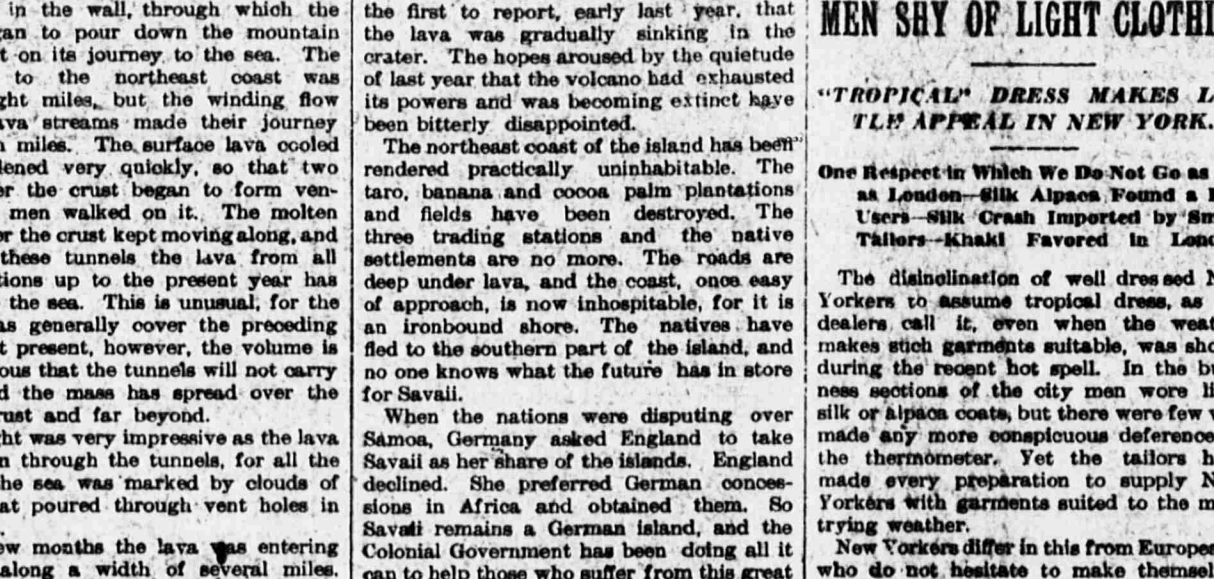 in the wall, through which the
an to pour down the mountain
t on its journey to the sea. The
to the northeast coast was
ght miles, but the winding flow
ava streams made their journey
miles. The surface lava cooled
ened very quickly, so that two
r the crust began to form ven-
men walked on it. The molten
r the crust kept moving along, and
these tunnels the lava from all
tions up to the present year has
the sea. This is unusual, for the
as generally cover the preceding
t present, however, the volume is
ous that the tunnels will not carry
d the mass has spread over the
rust and far beyond.
ht was very impressive as the lava
n through the tunnels, for all the
he sea was marked by clouds of
at poured through vent holes in
ew months the lava was entering
along a width of several miles.
the first to report, early last year, that
the lava was gradually sinking in the
crater. The hopes aroused by the quietude
of last year that the volcano had exhausted
its powers and was becoming extinct have
been bitterly disappointed.
The northeast coast of the island has been
rendered practically uninhabitable. The
taro, banana and cocoa palm plantations
and fields have been destroyed. The
three trading stations and the native
settlements are no more. The roads are
deep under lava, and the coast, once easy
of approach, is now inhospitable, for it is
an ironbound shore. The natives have
fled to the southern part of the island, and
no one knows what the future has in store
for Savaii.
When the nations were disputing over
Samoa, Germany asked England to take
Savaii as her share of the islands. England
declined. She preferred German conces-
sions in Africa and obtained them. So
Savaii remains a German island, and the
Colonial Government has been doing all it
can to help those who suffer from this great
MEN SHY OF LIGHT CLOTHI
"TROPICAL" DRESS MAKES L
TLE APPEAL IN NEW YORK.
One Respect in Which We Do Not Go as
as London—Silk Alpaca Found a
Users—Silk Crash Imported by Sm
Tailors—Khaki Favored in Lond
The disinclination of well dressed N
Yorkers to assume tropical dress, as
dealers call it, even when the weat
makes such garments suitable, was sho
during the recent hot spell. In the bu
ness sections of the city men wore li
silk or alpaca coats, but there were few w
made any more conspicuous deference
the thermometer. Yet the tailors h
made every preparation to supply N
Yorkers with garments suited to the m
trying weather.
New Yorkers differ in this from Europe
who do not hesitate to make themsel